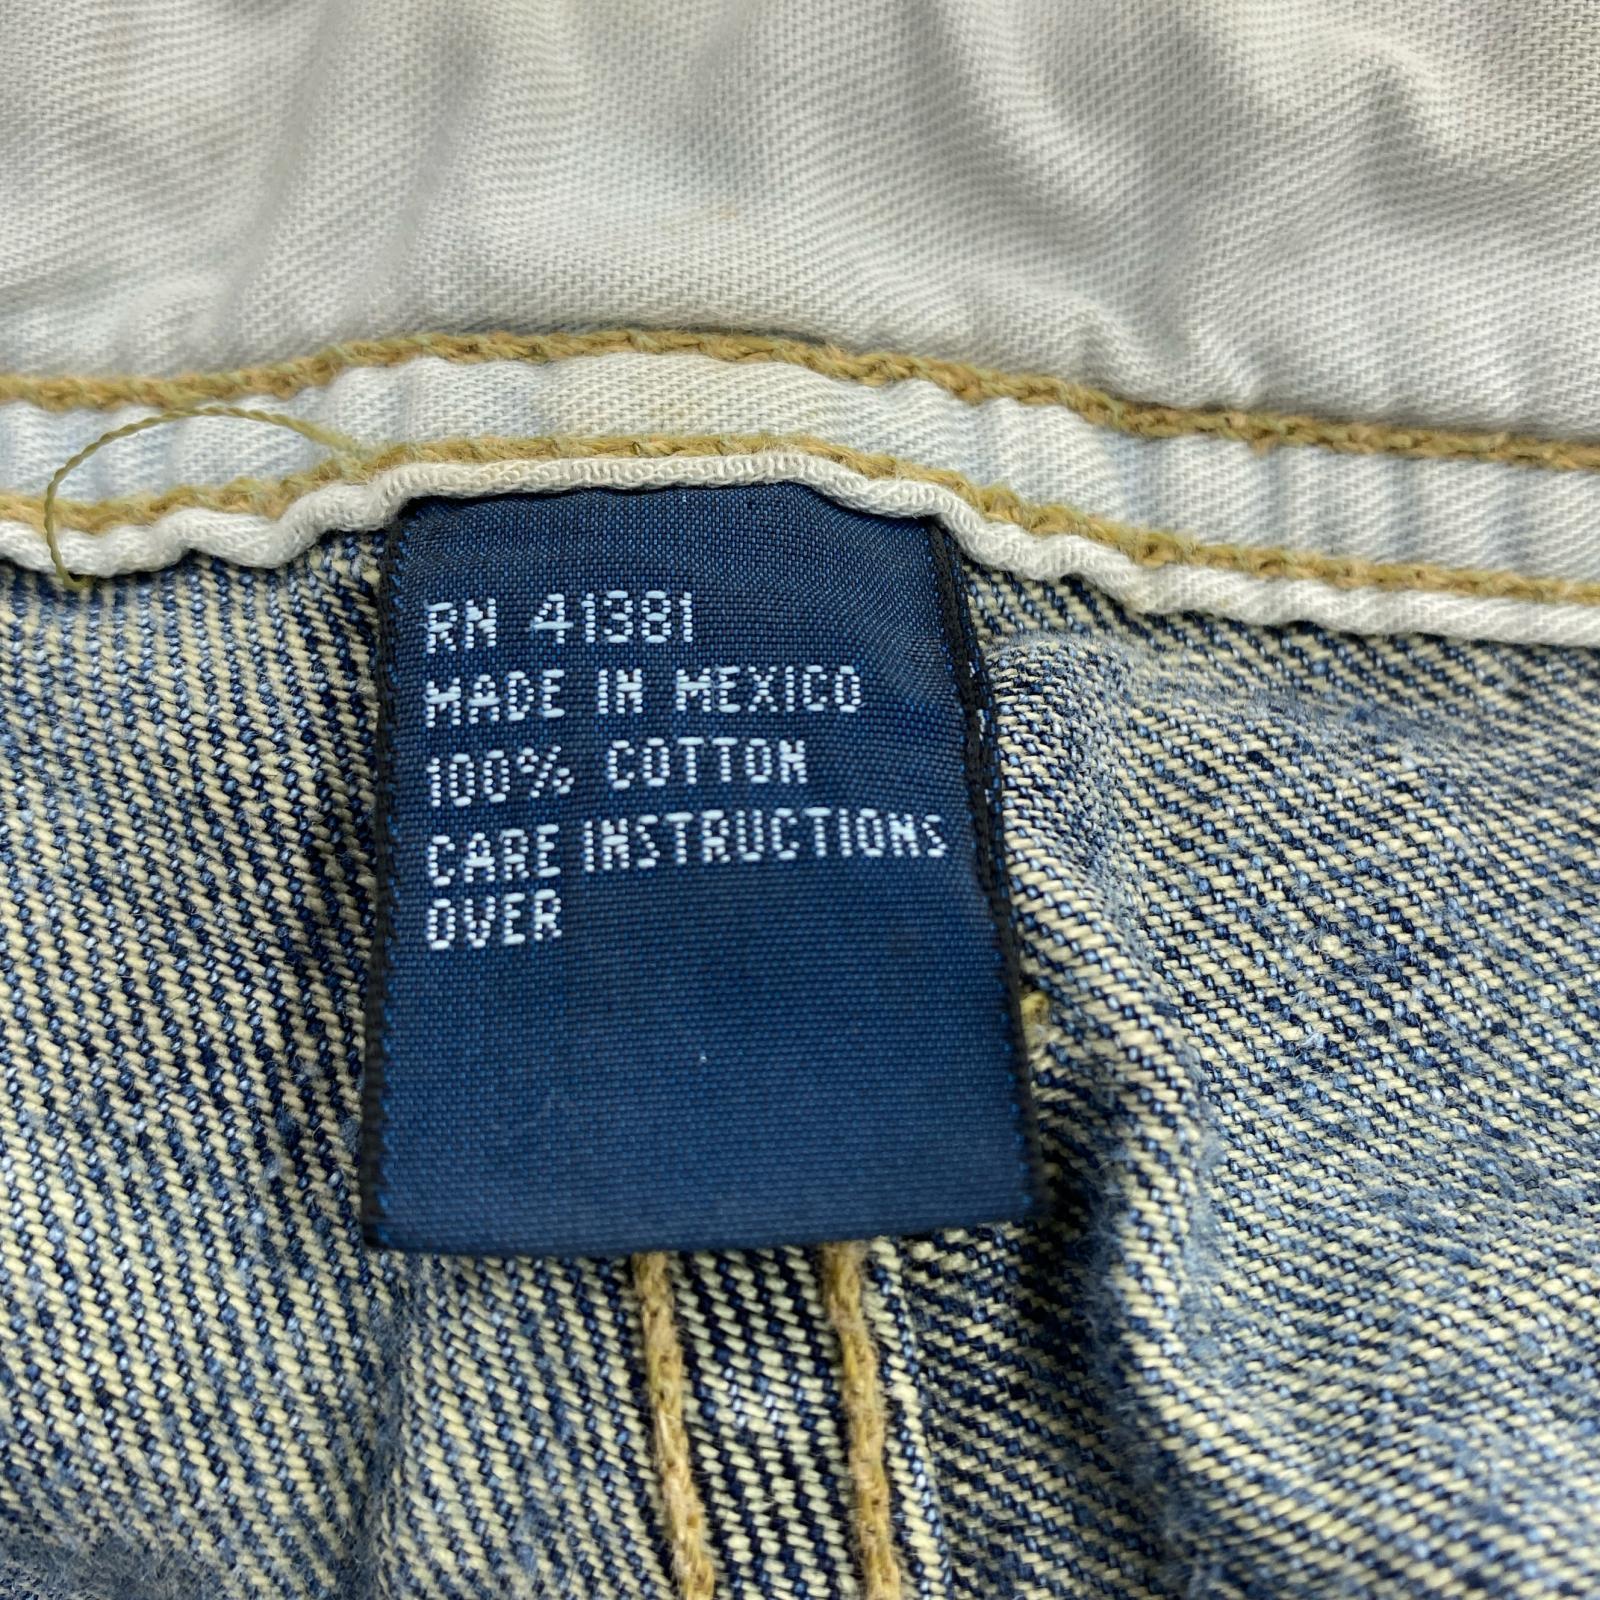 RN 41381
MADE IN MEXICO
100% COTTON
CARE INSTRUCTIONS
OVER